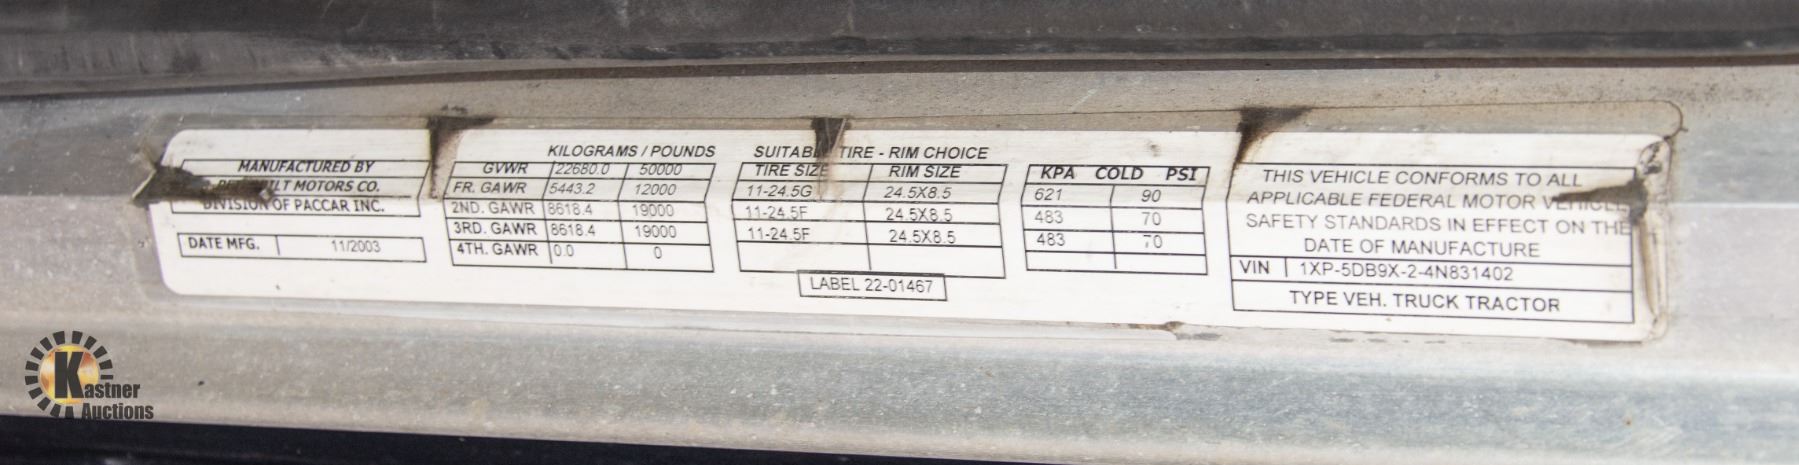 MANUFACTURED BY
MOTORS CO.
DIVISION OF PACCAR INC.
DATE MFG. 11/2003
KILOGRAMS / POUNDS
GVWR 22680.0 50000
FR. GAWR 5443.2 12000
2ND. GAWR 8618.4 19000
3RD. GAWR 8618.4 19000
4TH. GAWR 0.0 0
TIRE - RIM CHOICE
TIRE SIZE RIM SIZE
11-24.5G 24.5X8.5
11-24.5F 24.5X8.5
11-24.5F 24.5X8.5
LABEL 22-01467
KPA COLD PSI
621 90
483 70
483 70
THIS VEHICLE CONFORMS TO ALL
APPLICABLE FEDERAL MOTOR VEHICLE
SAFETY STANDARDS IN EFFECT ON THE
DATE OF MANUFACTURE
VIN 1XP-5DB9X-2-4N831402
TYPE VEH. TRUCK TRACTOR
Kastner
Auctions